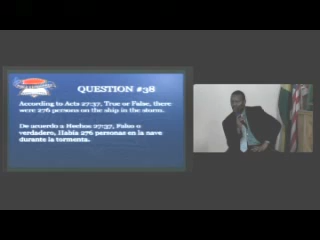 QUESTION #38
According to Acts 27:37, True or False, there
were 276 persons on the ship in the storm.
De acuerdo a Hechos 27:37, Falso o
verdadero, Había 276 personas en la nave
durante la tormenta.